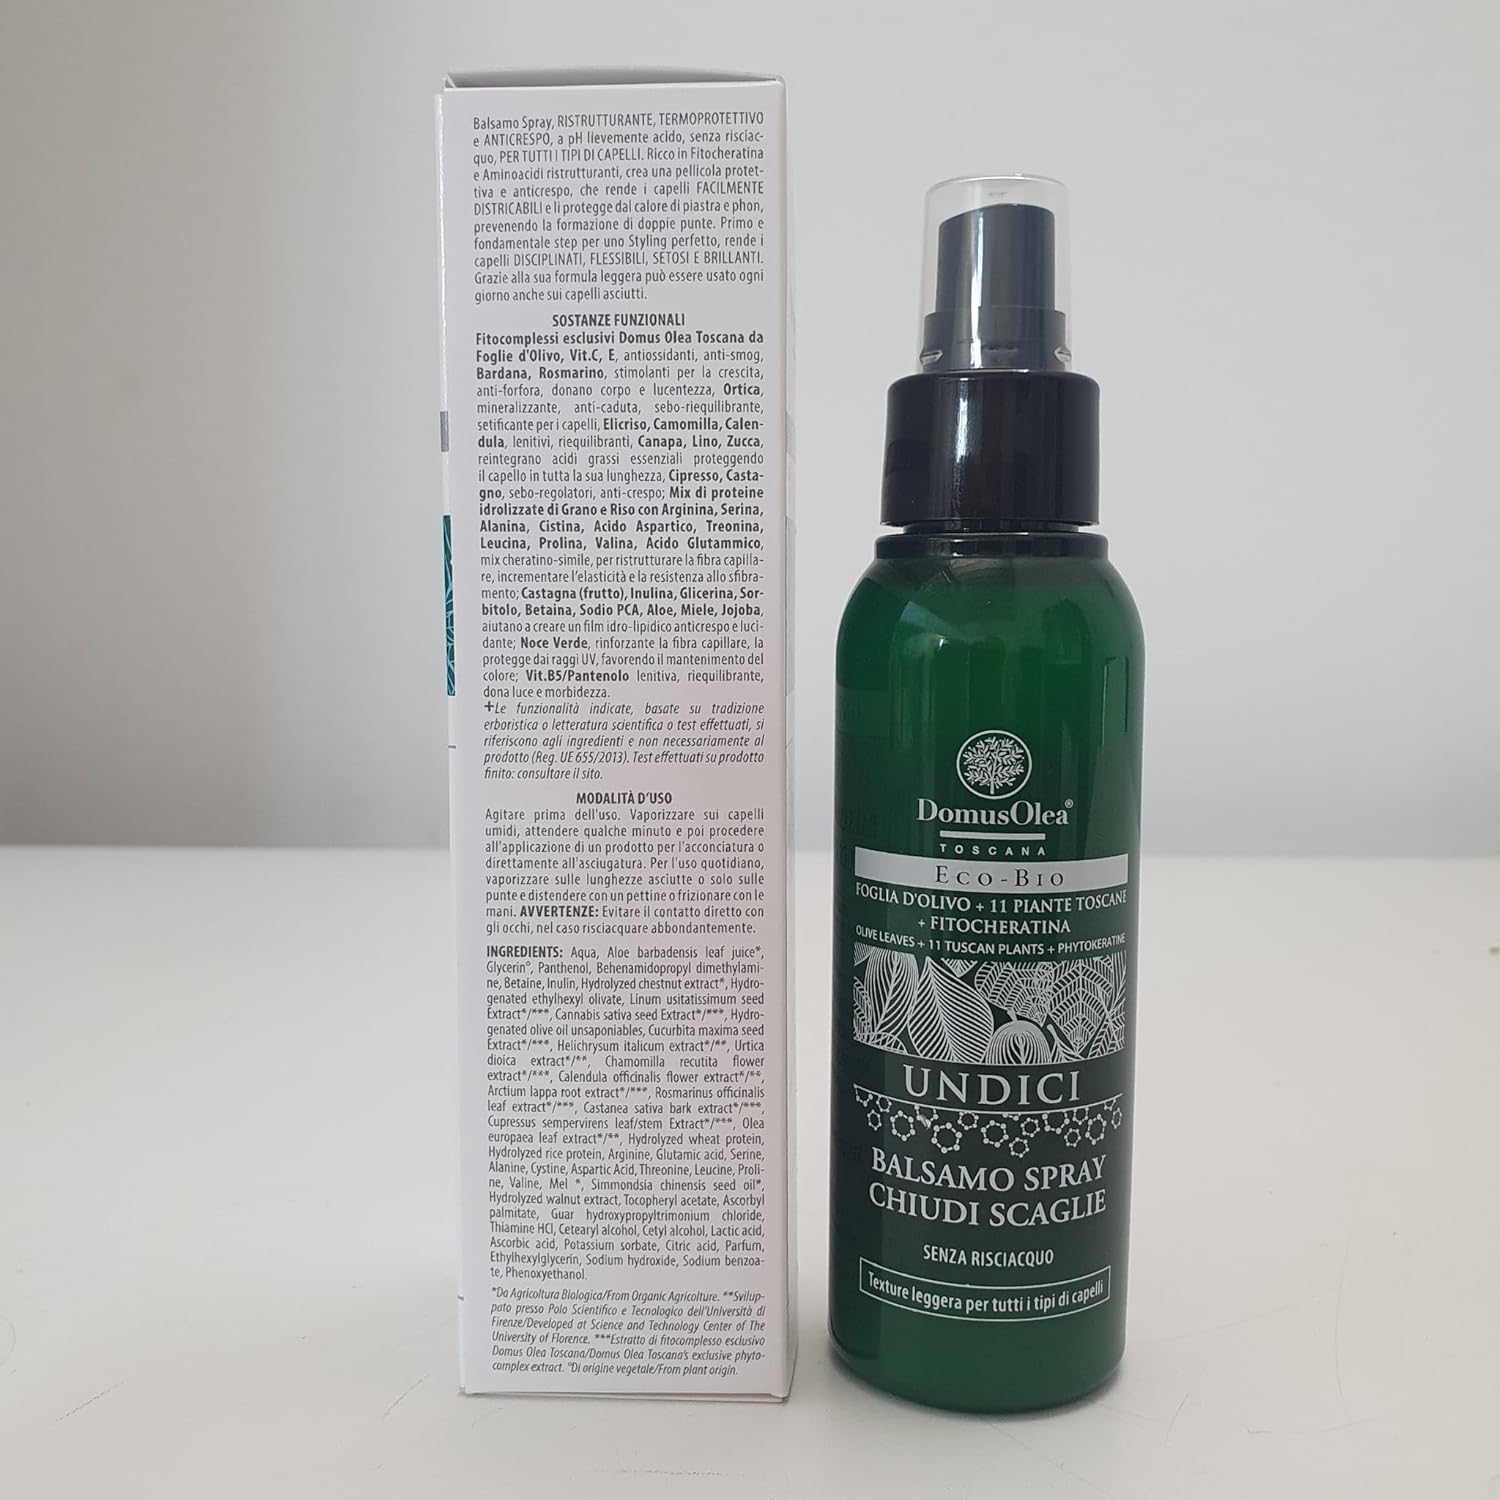 Balsamo Spray, RISTRUTTURANTE, TERMOPROTETTIVO
e ANTICRESPO, a pH lievemente acido, senza risciac-
quo, PER TUTTI I TIPI DI CAPELLI. Ricco in Fitocheratina
e Aminoacidi ristrutturanti, crea una pellicola protet-
tiva e anticrespo, che rende i capelli FACILMENTE
DISTRICABILI e li protegge dal calore di piastra e phon,
prevenendo la formazione di doppie punte. Primo e
fondamentale step per uno Styling perfetto, rende i
capelli DISCIPLINATI, FLESSIBILI, SETOSI E BRILLANTI.
Grazie alla sua formula leggera può essere usato ogni
giorno anche sui capelli asciutti.
SOSTANZE FUNZIONALI
Fitocomplessi esclusivi Domus Olea Toscana da
Foglie d'Olivo, Vit.C, E, antiossidanti, anti-smog,
Bardana, Rosmarino, stimolanti per la crescita,
anti-forfora, donano corpo e lucentezza, Ortica,
mineralizzante, anti-caduta, sebo-riequilibrante,
setificante per i capelli, Elicriso, Camomilla, Calen-
dula, lenitivi, riequilibranti, Canapa, Lino, Zucca,
reintegrano acidi grassi essenziali proteggendo
il capello in tutta la sua lunghezza, Cipresso, Casta-
gno, sebo-regolatori, anti-crespo; Mix di proteine
idrolizzate di Grano e Riso con Arginina, Serina,
Alanina, Cistina, Acido Aspartico, Treonina,
Leucina, Prolina, Valina, Acido Glutammico,
mix cheratino-simile, per ristrutturare la fibra capilla-
re, incrementare l'elasticità e la resistenza allo sfibra-
mento; Castagna (frutto), Inulina, Glicerina, Sor-
bitolo, Betaina, Sodio PCA, Aloe, Miele, Jojoba,
aiutano a creare un film idro-lipidico anticrespo e luci-
dante; Noce Verde, rinforzante la fibra capillare, la
protegge dai raggi UV, favorendo il mantenimento del
colore; Vit.B5/Pantenolo lenitiva, riequilibrante,
dona luce e morbidezza.
+Le funzionalità indicate, basate su tradizione
erboristica o letteratura scientifica o test effettuati, si
riferiscono agli ingredienti e non necessariamente al
prodotto (Reg. UE 655/2013). Test effettuati su prodotto
finito: consultare il sito.
MODALITÀ D'USO
Agitare prima dell'uso. Vaporizzare sui capelli
umidi, attendere qualche minuto e poi procedere
all'applicazione di un prodotto per l'acconciatura o
direttamente all'asciugatura. Per l'uso quotidiano,
vaporizzare sulle lunghezze asciutte o solo sulle
punte e distendere con un pettine o frizionare con le
mani. AVVERTENZE: Evitare il contatto diretto con
gli occhi, nel caso risciacquare abbondantemente.
INGREDIENTS: Aqua, Aloe barbadensis leaf juice*,
Glycerin°, Panthenol, Behenamidopropyl dimethylami-
ne, Betaine, Inulin, Hydrolyzed chestnut extract*, Hydro-
genated ethylhexyl olivate, Linum usitatissimum seed
Extract*/***, Cannabis sativa seed Extract*/***, Hydro-
genated olive oil unsaponiables, Cucurbita maxima seed
Extract*/***, Helichrysum italicum extract*/**, Urtica
dioica extract*/**, Chamomilla recutita flower
extract*/***, Calendula officinalis flower extract*/**,
Arctium lappa root extract*/***, Rosmarinus officinalis
leaf extract*/***, Castanea sativa bark extract*/***,
Cupressus sempervirens leaf/stem Extract*/***, Olea
europaea leaf extract*/**, Hydrolyzed wheat protein,
Hydrolyzed rice protein, Arginine, Glutamic acid, Serine,
Alanine, Cystine, Aspartic Acid, Threonine, Leucine, Proli-
ne, Valine, Mel *, Simmondsia chinensis seed oil*,
Hydrolyzed walnut extract, Tocopheryl acetate, Ascorbyl
palmitate, Guar hydroxypropyltrimonium chloride,
Thiamine HCl, Cetearyl alcohol, Cetyl alcohol, Lactic acid,
Ascorbic acid, Potassium sorbate, Citric acid, Parfum,
Ethylhexylglycerin, Sodium hydroxide, Sodium benzoa-
te, Phenoxyethanol.
*Da Agricoltura Biologica/From Organic Agricolture. **Svilup-
pato presso Polo Scientifico e Tecnologico dell'Università di
Firenze/Developed at Science and Technology Center of The
University of Florence. ***Estratto di fitocomplesso esclusivo
Domus Olea Toscana/Domus Olea Toscana's exclusive phyto-
complex extract. °Di origine vegetale/From plant origin.
DomusOlea®
TOSCANA
ECO-BIO
FOGLIA D'OLIVO + 11 PIANTE TOSCANE
+ FITOCHERATINA
OLIVE LEAVES + 11 TUSCAN PLANTS + PHYTOKERATINE
UNDICI
BALSAMO SPRAY
CHIUDI SCAGLIE
SENZA RISCIACQUO
Texture leggera per tutti i tipi di capelli